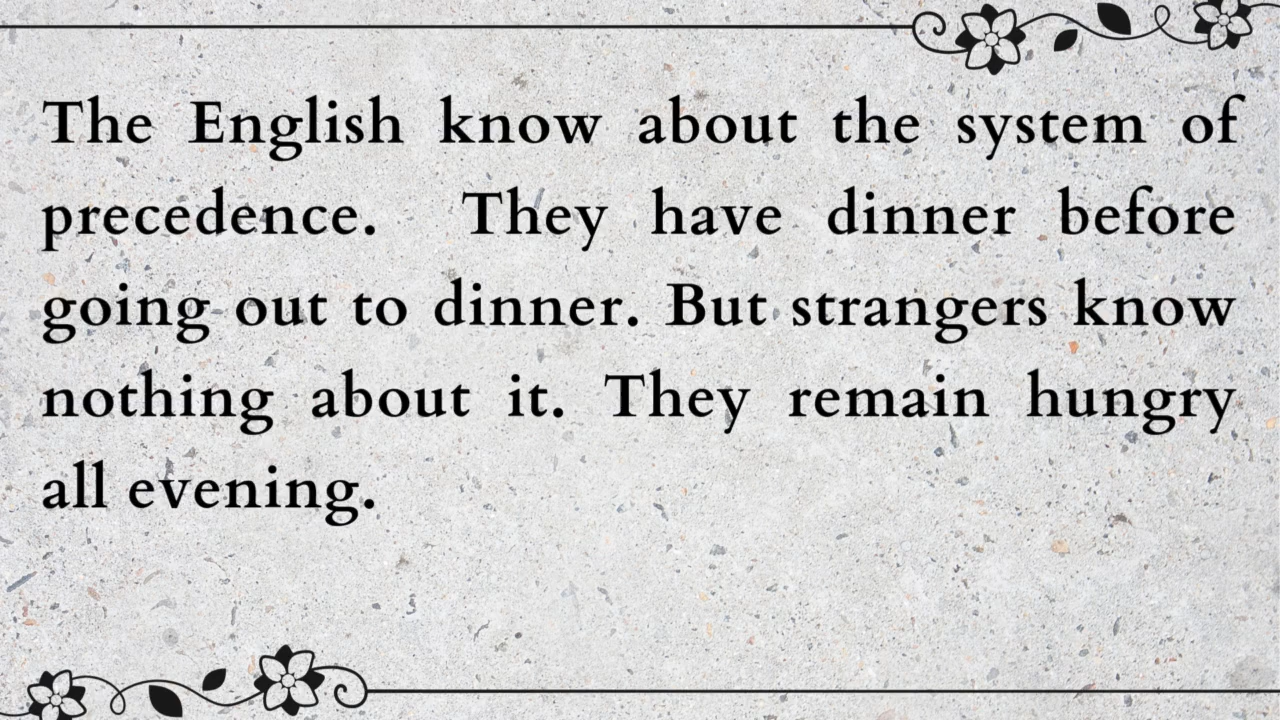 The English know about the system of
precedence. They have dinner before
going out to dinner. But strangers know
nothing about it. They remain hungry
all evening.